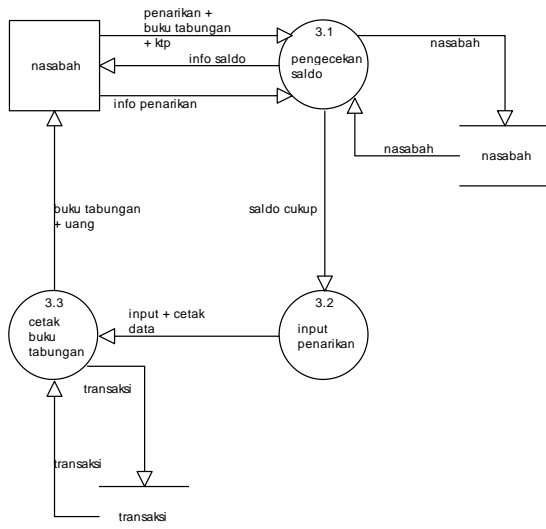 penarikan +
buku tabungan
+ ktp
nasabah
info saldo
info penarikan
3.1
pengecekan
saldo
nasabah
nasabah
nasabah
buku tabungan
+ uang
saldo cukup
3.3
cetak
buku
tabungan
input + cetak
data
3.2
input
penarikan
transaksi
transaksi
transaksi